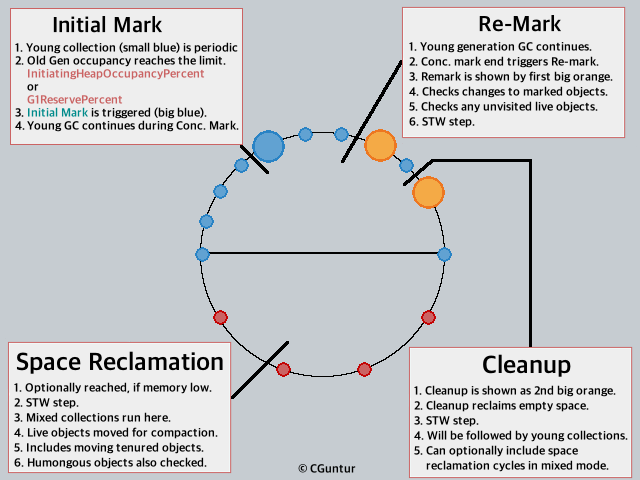 Initial Mark
1. Young collection (small blue) is periodic
2. Old Gen occupancy reaches the limit.
InitiatingHeapOccupancyPercent
or
G1ReservePercent
3. Initial Mark is triggered (big blue).
4. Young GC continues during Conc. Mark.
Re-Mark
1. Young generation GC continues.
2. Conc. mark end triggers Re-mark.
3. Remark is shown by first big orange.
4. Checks changes to marked objects.
5. Checks any unvisited live objects.
6. STW step.
Space Reclamation
1. Optionally reached, if memory low.
2. STW step.
3. Mixed collections run here.
4. Live objects moved for compaction.
5. Includes moving tenured objects.
6. Humongous objects also checked.
Cleanup
1. Cleanup is shown as 2nd big orange.
2. Cleanup reclaims empty space.
3. STW step.
4. Will be followed by young collections.
5. Can optionally include space
reclamation cycles in mixed mode.
© CGuntur